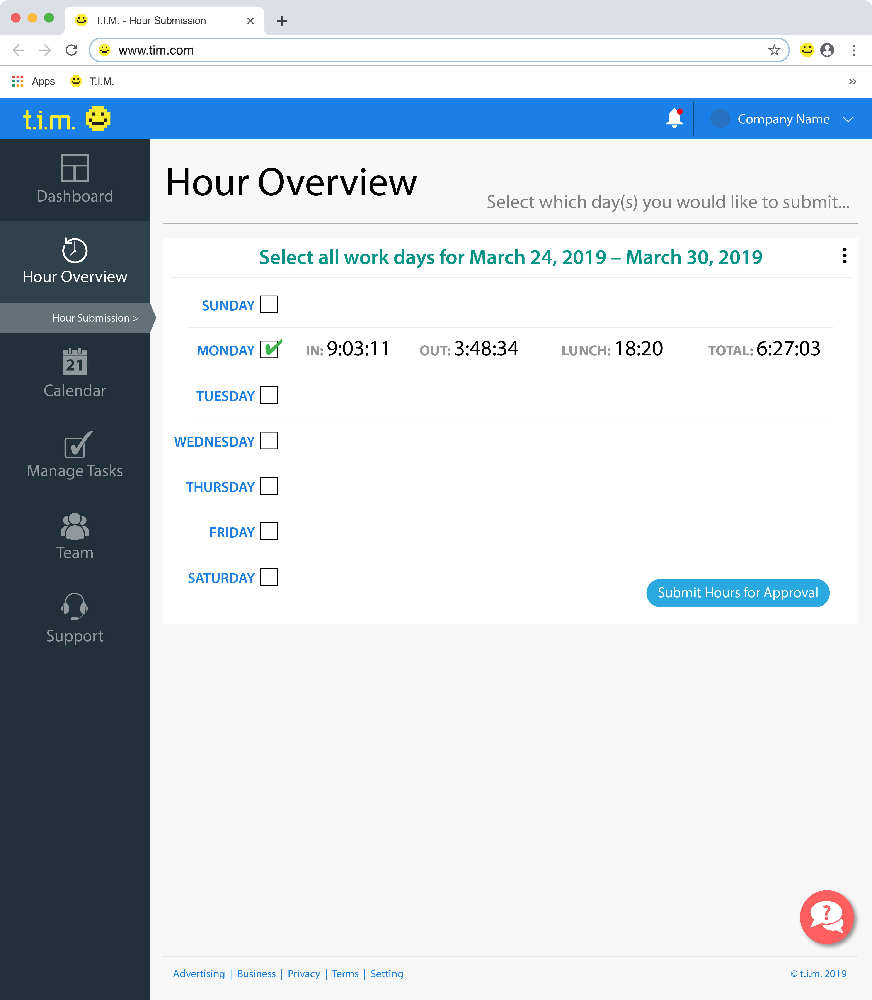 T.I.M. - Hour Submission
www.tim.com
Apps T.I.M.
t.i.m. Company Name
Dashboard
Hour Overview
Hour Submission >
21
Calendar
Manage Tasks
Team
Support
Hour Overview
Select which day(s) you would like to submit...
Select all work days for March 24, 2019 – March 30, 2019
SUNDAY
MONDAY IN: 9:03:11 OUT: 3:48:34 LUNCH: 18:20 TOTAL: 6:27:03
TUESDAY
WEDNESDAY
THURSDAY
FRIDAY
SATURDAY
Submit Hours for Approval
?
Advertising | Business | Privacy | Terms | Setting © t.i.m. 2019